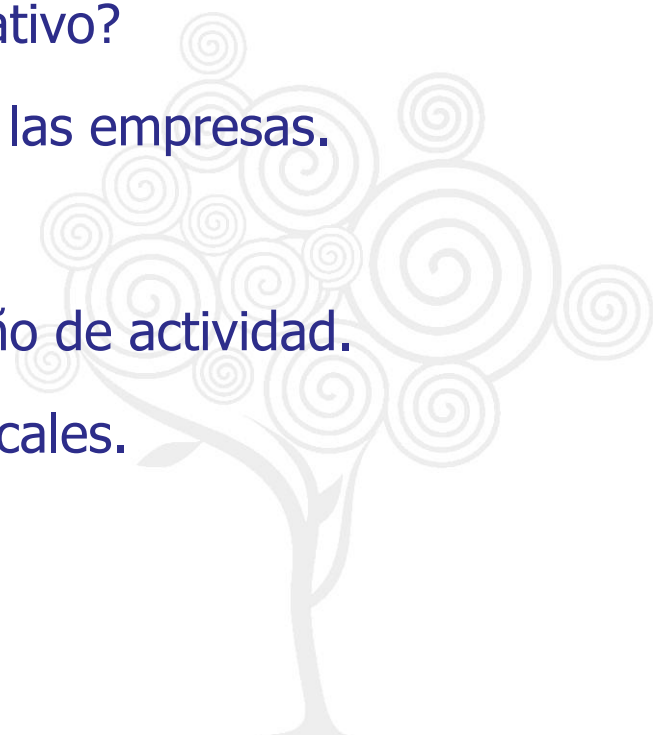 ativo?
las empresas.
ño de actividad.
cales.